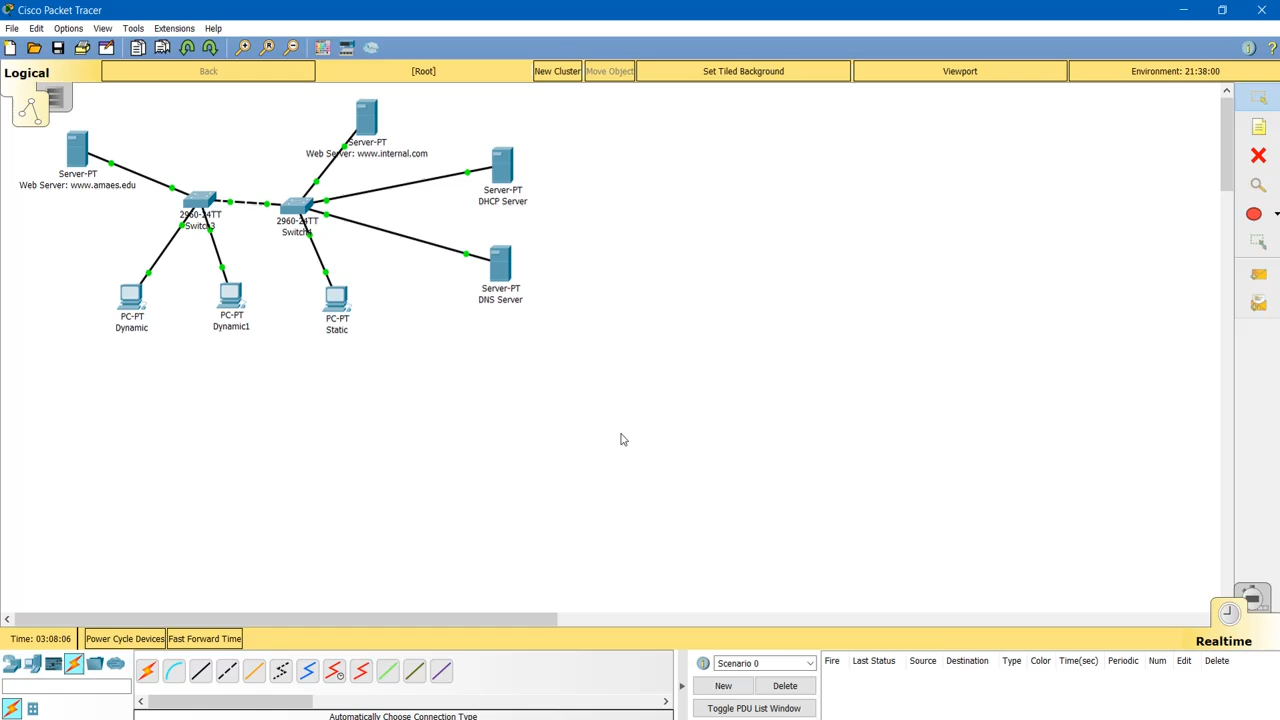 Cisco Packet Tracer
File Edit Options View Tools Extensions Help
Logical
Back
[Root]
New Cluster
Move Object
Set Tiled Background
Viewport
Environment: 21:38:00
Server-PT
Web Server: www.amaes.edu
Server-PT
Web Server: www.internal.com
Server-PT
DHCP Server
2960-24TT
Switch3
2960-24TT
Switch4
Server-PT
DNS Server
PC-PT
Dynamic
PC-PT
Dynamic1
PC-PT
Static
Time: 03:08:06
Power Cycle Devices
Fast Forward Time
Realtime
Scenario 0
New
Delete
Toggle PDU List Window
Fire Last Status Source Destination Type Color Time(sec) Periodic Num Edit Delete
Automatically Choose Connection Type